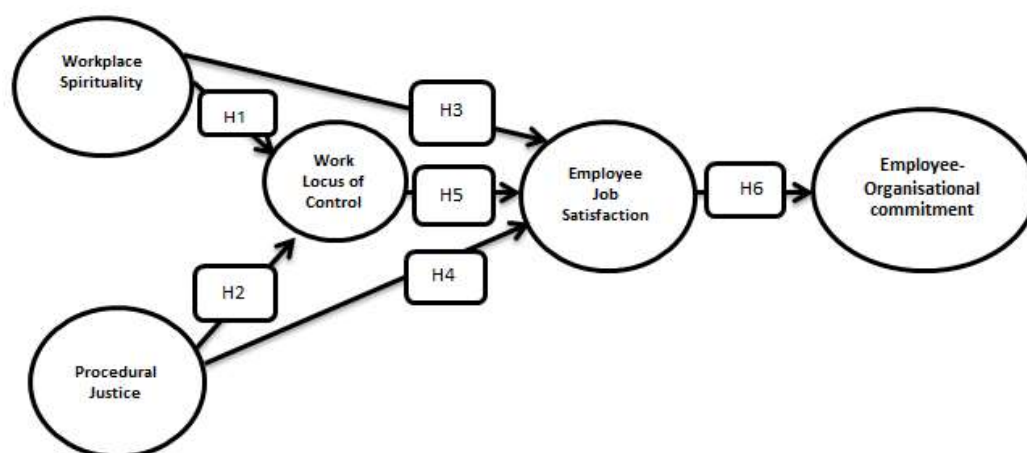 Workplace
Spirituality
H1
H3
Work
Locus of
Control
H5
Employee
Job
Satisfaction
H6
Employee-
Organisational
commitment
H2
H4
Procedural
Justice